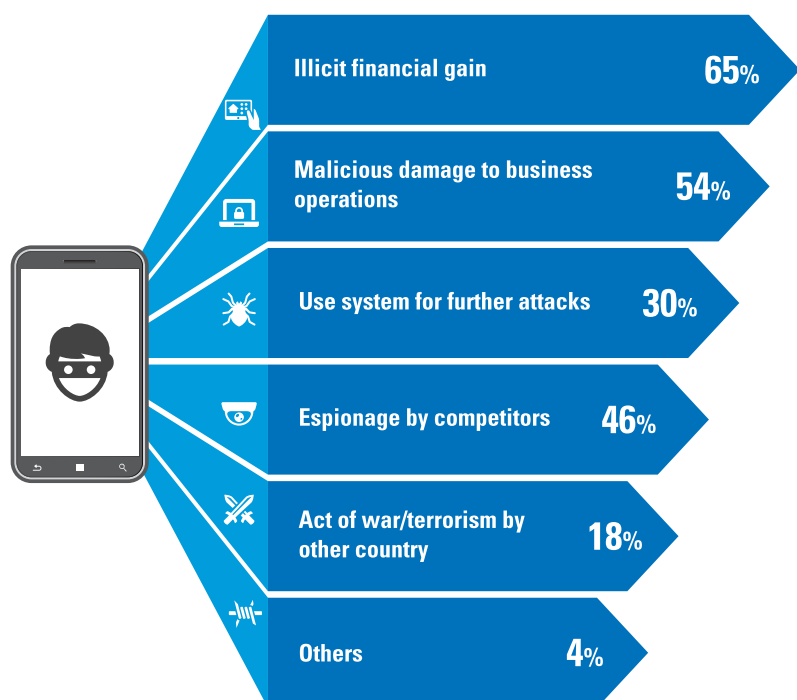 Illicit financial gain 65%
Malicious damage to business
operations 54%
Use system for further attacks 30%
Espionage by competitors 46%
Act of war/terrorism by
other country 18%
Others 4%